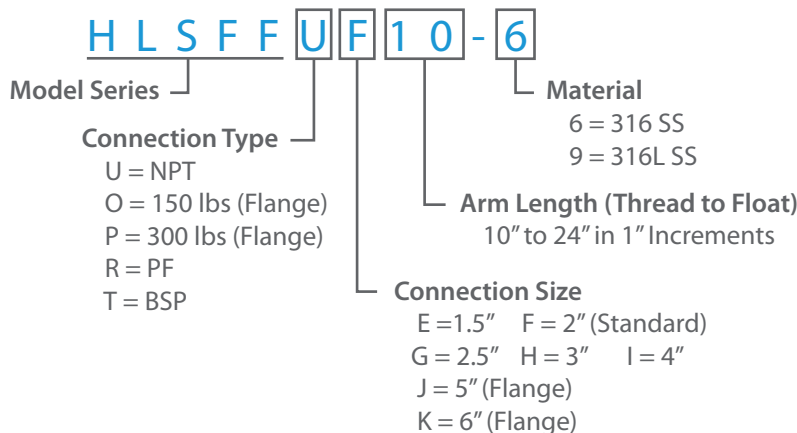 HLSFFUF10-6
Model Series
Material
6 = 316 SS
9 = 316L SS
Connection Type
U = NPT
O = 150 lbs (Flange)
P = 300 lbs (Flange)
R = PF
T = BSP
Arm Length (Thread to Float)
10” to 24” in 1” Increments
Connection Size
E =1.5” F = 2” (Standard)
G = 2.5” H = 3” I = 4”
J = 5” (Flange)
K = 6” (Flange)